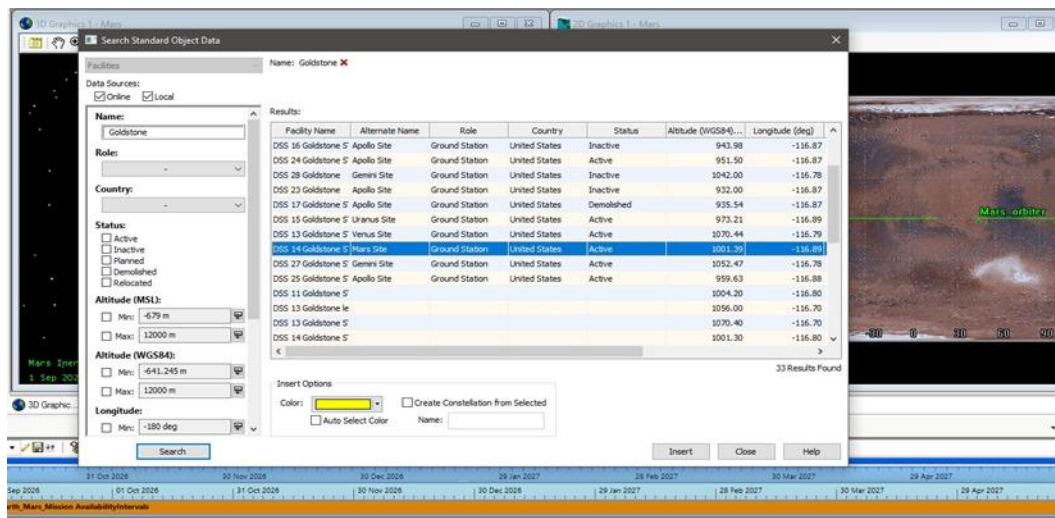 3D Graphics 1 - Mars
2D Graphics 1 - Mars
Search Standard Object Data
Facilities
Name: Goldstone
Data Sources:
Online Local
Name:
Goldstone
Role:
-
Country:
-
Status:
Active
Inactive
Planned
Demolished
Relocated
Altitude (MSL):
Min: -679 m
Max: 12000 m
Altitude (WGS84):
Min: -641.245 m
Max: 12000 m
Longitude:
Min: -180 deg
Search
Results:
Facility Name Alternate Name Role Country Status Altitude (WGS84)... Longitude (deg)
DSS 16 Goldstone S Apollo Site Ground Station United States Inactive 943.98 -116.87
DSS 24 Goldstone S Apollo Site Ground Station United States Active 951.50 -116.87
DSS 28 Goldstone Gemini Site Ground Station United States Inactive 1042.00 -116.78
DSS 23 Goldstone Apollo Site Ground Station United States Inactive 932.00 -116.87
DSS 17 Goldstone S Apollo Site Ground Station United States Demolished 935.54 -116.87
DSS 15 Goldstone S Uranus Site Ground Station United States Active 973.21 -116.89
DSS 13 Goldstone S Venus Site Ground Station United States Active 1070.44 -116.79
DSS 14 Goldstone S Mars Site Ground Station United States Active 1001.39 -116.89
DSS 27 Goldstone S Gemini Site Ground Station United States Active 1052.47 -116.78
DSS 25 Goldstone S Apollo Site Ground Station United States Active 959.63 -116.88
DSS 11 Goldstone S 1004.20 -116.80
DSS 13 Goldstone le 1056.00 -116.70
DSS 13 Goldstone S 1070.40 -116.70
DSS 14 Goldstone S 1001.30 -116.80
33 Results Found
Insert Options
Color: Create Constellation from Selected
Auto Select Color Name:
Insert Close Help
Mars_orbiter
-30 0 30 60 90
Mars Iner
1 Sep 202
3D Graphic...
31 Oct 2026 30 Nov 2026 30 Dec 2026 29 Jan 2027 28 Feb 2027 30 Mar 2027 29 Apr 2027
Sep 2026 01 Oct 2026 31 Oct 2026 30 Nov 2026 30 Dec 2026 29 Jan 2027 28 Feb 2027 30 Mar 2027 29 Apr 2027
rth_Mars_Mission AvailabilityIntervals